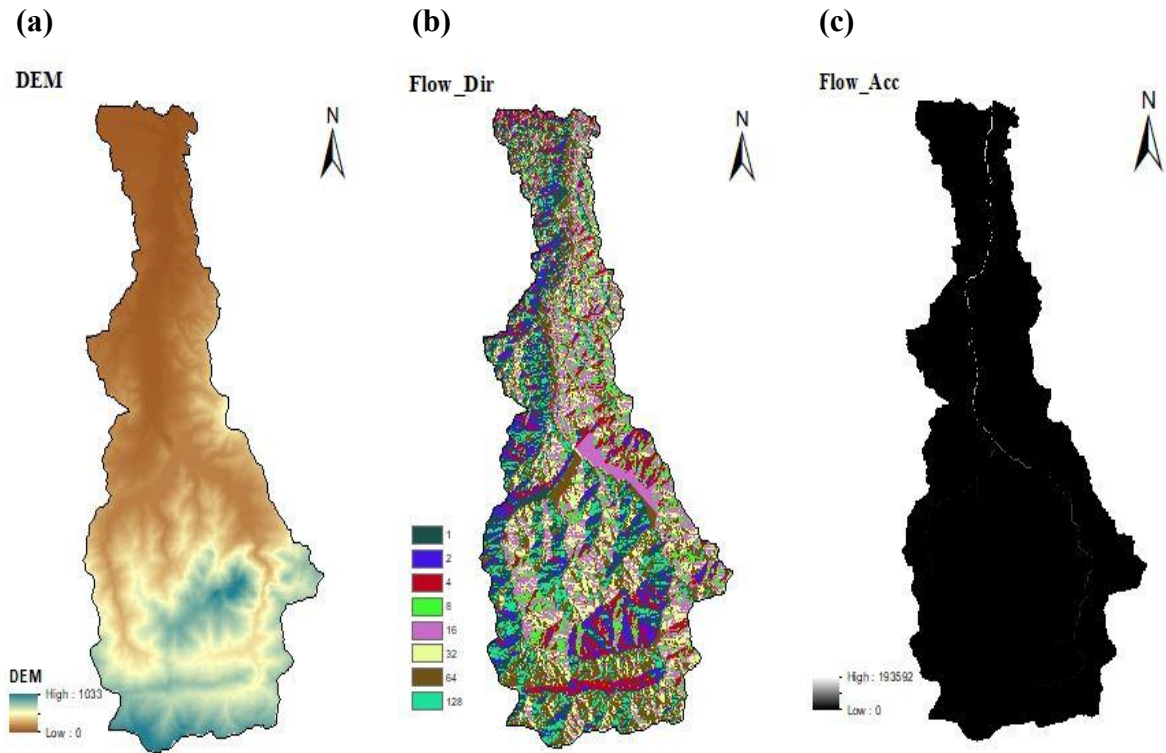 (a)
DEM
N
DEM
High : 1033
Low : 0
(b)
Flow_Dir
N
1
2
4
8
16
32
64
128
(c)
Flow_Acc
N
High : 193592
Low : 0